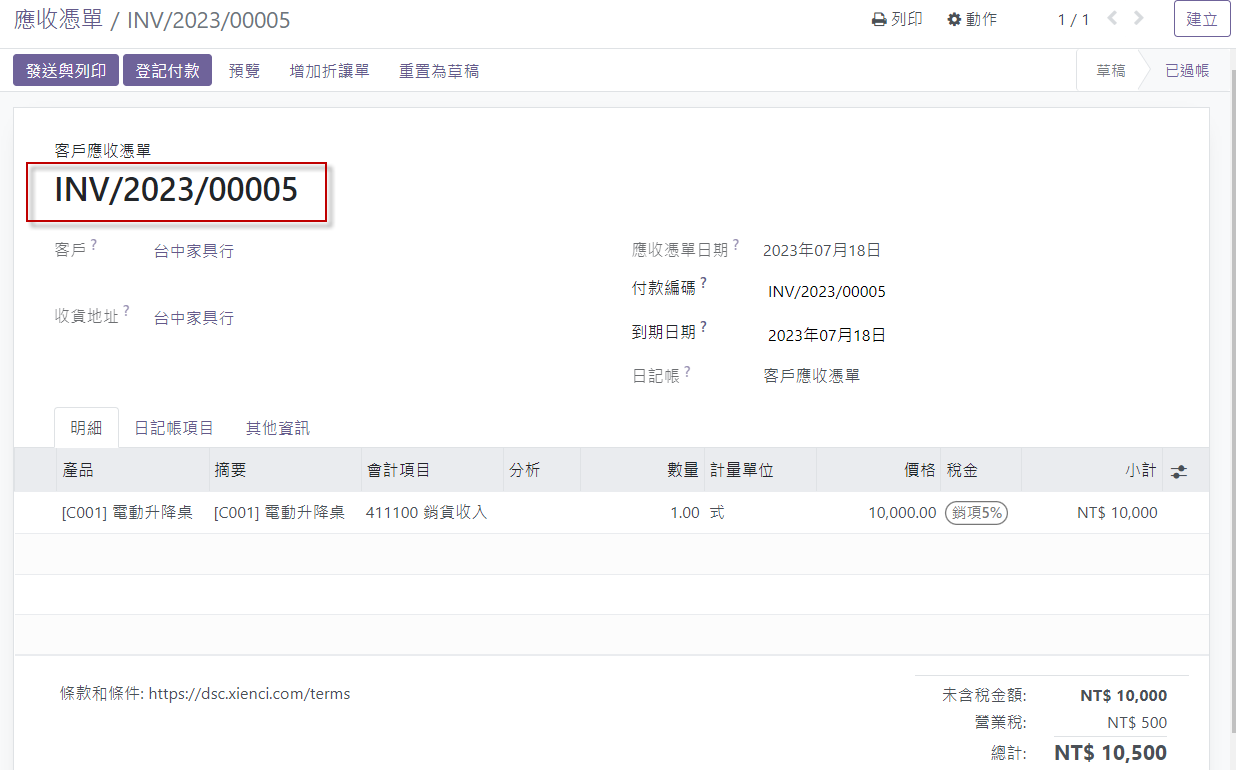 應收憑單 / INV/2023/00005 列印 動作 1 / 1 建立
發送與列印 登記付款 預覽 增加折讓單 重置為草稿 草稿 已過帳
客戶應收憑單
INV/2023/00005
客戶 ? 台中家具行 應收憑單日期 ? 2023年07月18日
付款編碼 ? INV/2023/00005
收貨地址 ? 台中家具行
到期日期 ? 2023年07月18日
日記帳 ? 客戶應收憑單
明細 日記帳項目 其他資訊
產品 摘要 會計項目 分析 數量 計量單位 價格 稅金 小計
[C001] 電動升降桌 [C001] 電動升降桌 411100 銷貨收入 1.00 式 10,000.00 銷項5% NT$ 10,000
條款和條件: https://dsc.xienci.com/terms 未含稅金額: NT$ 10,000
營業稅: NT$ 500
總計: NT$ 10,500